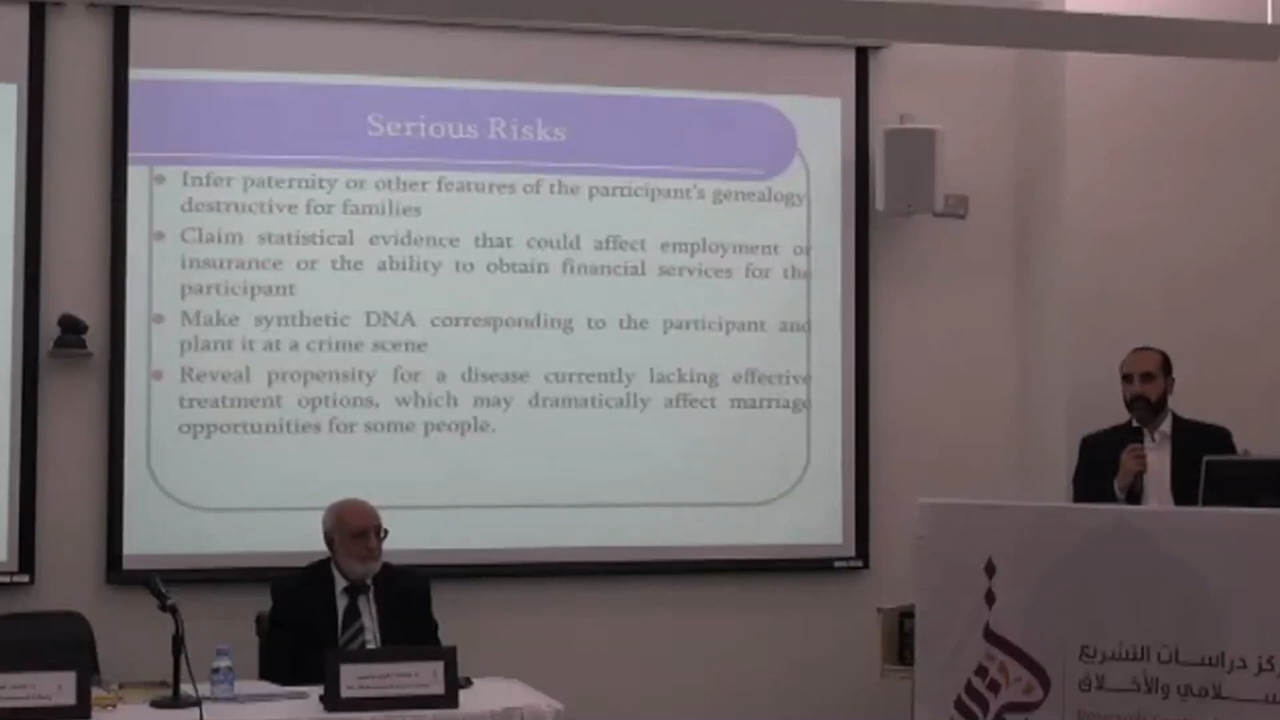 Serious Risks
Infer paternity or other features of the participant's genealogy,
destructive for families
Claim statistical evidence that could affect employment or
insurance or the ability to obtain financial services for the
participant
Make synthetic DNA corresponding to the participant and
plant it at a crime scene
Reveal propensity for a disease currently lacking effective
treatment options, which may dramatically affect marriage
opportunities for some people.
دراسات التشريع
والأخلاق